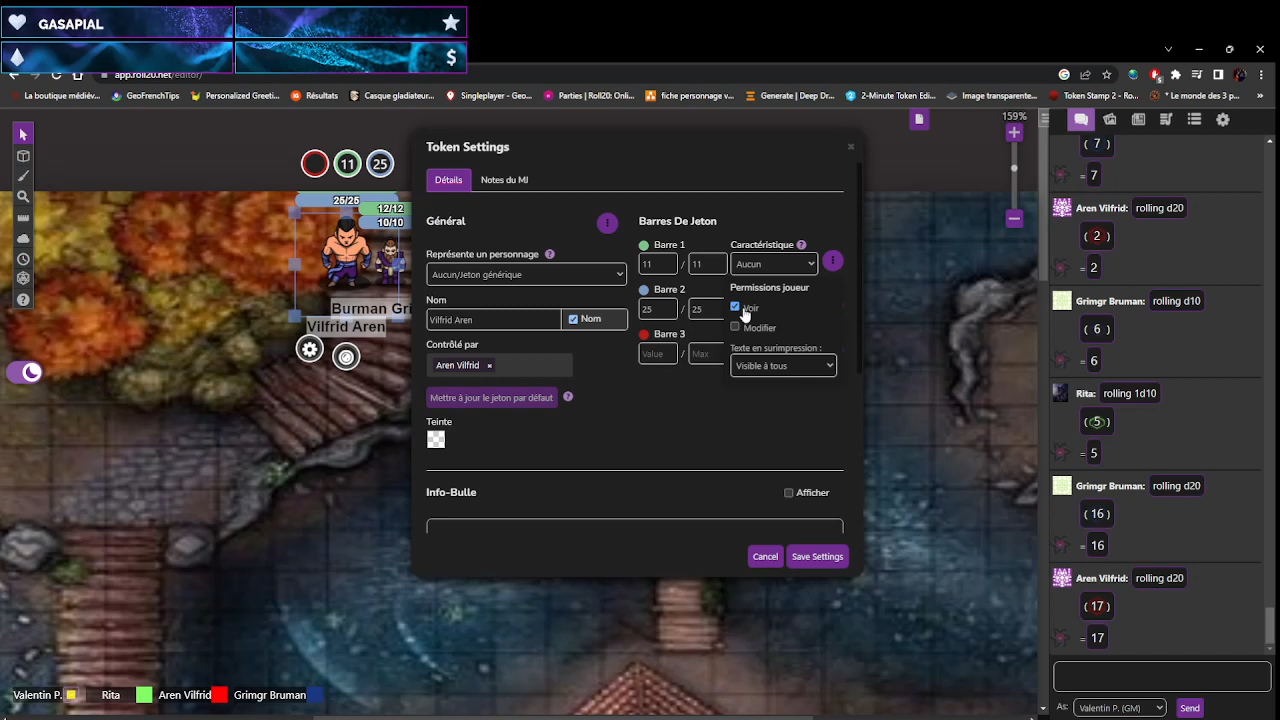 GASAPIAL
$
app.roll20.net/editor/
La boutique médiév...
GeoFrenchTips
Personalized Greeti...
Résultats
Casque gladiateur...
Singleplayer - Geo...
Parties | Roll20: Onli...
fiche personnage v...
Generate | Deep Dr...
2-Minute Token Edi...
Image transparente...
Token Stamp 2 - Ro...
* Le monde des 3 p...
»
159%
11
25
25/25
12/12
10/10
Burman Gri
Vilfrid Aren
Token Settings
Détails
Notes du MJ
Général
Représente un personnage
Aucun/Jeton générique
Nom
Vilfrid Aren
Nom
Contrôlé par
Aren Vilfrid ×
Mettre à jour le jeton par défaut
Teinte
Barres De Jeton
Barre 1
Caractéristique
11 / 11
Aucun
Permissions joueur
Barre 2
Voir
25 / 25
Modifier
Barre 3
Texte en surimpression :
Value / Max
Visible à tous
Info-Bulle
Afficher
Cancel
Save Settings
( 7 )
= 7
Aren Vilfrid: rolling d20
( 2 )
= 2
Grimgr Bruman: rolling d10
( 6 )
= 6
Rita: rolling 1d10
( 5 )
= 5
Grimgr Bruman: rolling d20
( 16 )
= 16
Aren Vilfrid: rolling d20
( 17 )
= 17
As: Valentin P. (GM)
Send
Valentin P.
Rita
Aren Vilfrid
Grimgr Bruman